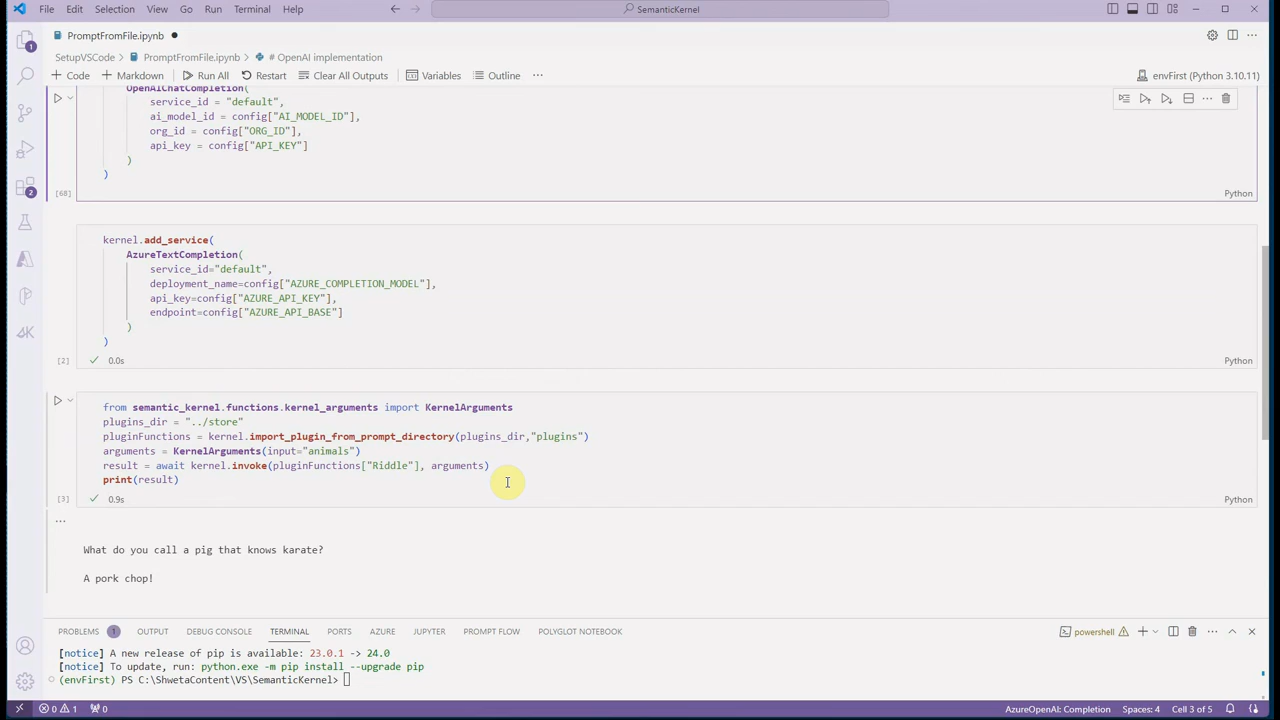 File Edit Selection View Go Run Terminal Help SemanticKernel
PromptFromFile.ipynb
SetupVSCode > PromptFromFile.ipynb > # OpenAI implementation
+ Code + Markdown Run All Restart Clear All Outputs Variables Outline ... envFirst (Python 3.10.11)
OpenAIChatCompletion(
service_id = "default",
ai_model_id = config["AI_MODEL_ID"],
org_id = config["ORG_ID"],
api_key = config["API_KEY"]
)
)
[68] Python
kernel.add_service(
AzureTextCompletion(
service_id="default",
deployment_name=config["AZURE_COMPLETION_MODEL"],
api_key=config["AZURE_API_KEY"],
endpoint=config["AZURE_API_BASE"]
)
)
[2] 0.0s Python
from semantic_kernel.functions.kernel_arguments import KernelArguments
plugins_dir = "../store"
pluginFunctions = kernel.import_plugin_from_prompt_directory(plugins_dir,"plugins")
arguments = KernelArguments(input="animals")
result = await kernel.invoke(pluginFunctions["Riddle"], arguments)
print(result)
[3] 0.9s Python
...
What do you call a pig that knows karate?
A pork chop!
PROBLEMS 1 OUTPUT DEBUG CONSOLE TERMINAL PORTS AZURE JUPYTER PROMPT FLOW POLYGLOT NOTEBOOK powershell
[notice] A new release of pip is available: 23.0.1 -> 24.0
[notice] To update, run: python.exe -m pip install --upgrade pip
(envFirst) PS C:\ShwetaContent\VS\SemanticKernel>
0 1 0 AzureOpenAI: Completion Spaces: 4 Cell 3 of 5